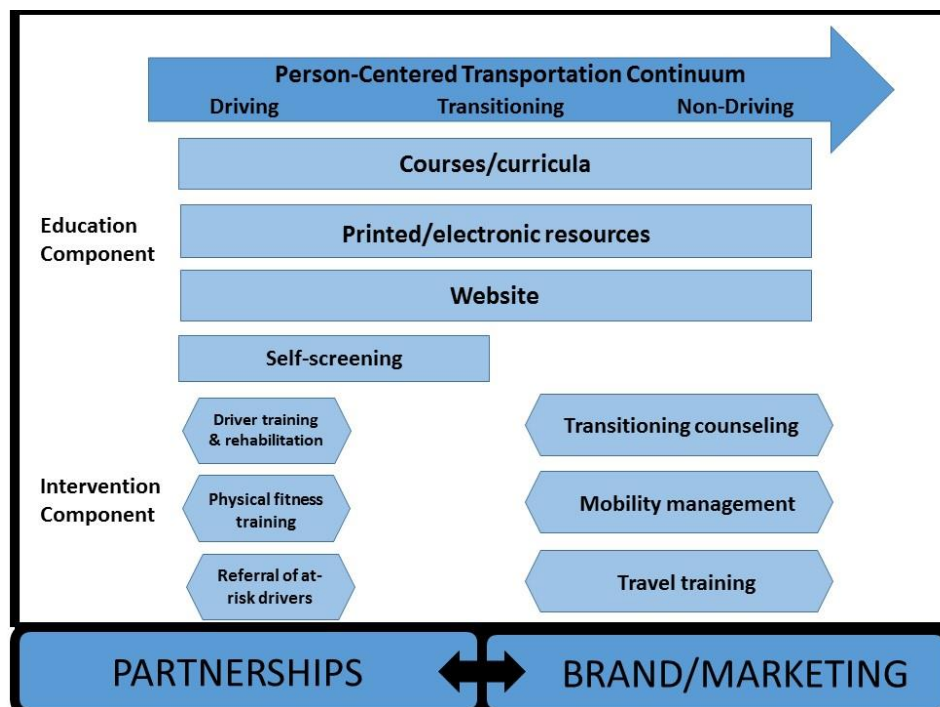 Person-Centered Transportation Continuum
Driving Transitioning Non-Driving
Courses/curricula
Education
Component
Printed/electronic resources
Website
Self-screening
Intervention
Component
Driver training
& rehabilitation
Transitioning counseling
Physical fitness
training
Mobility management
Referral of at-
risk drivers
Travel training
PARTNERSHIPS
BRAND/MARKETING